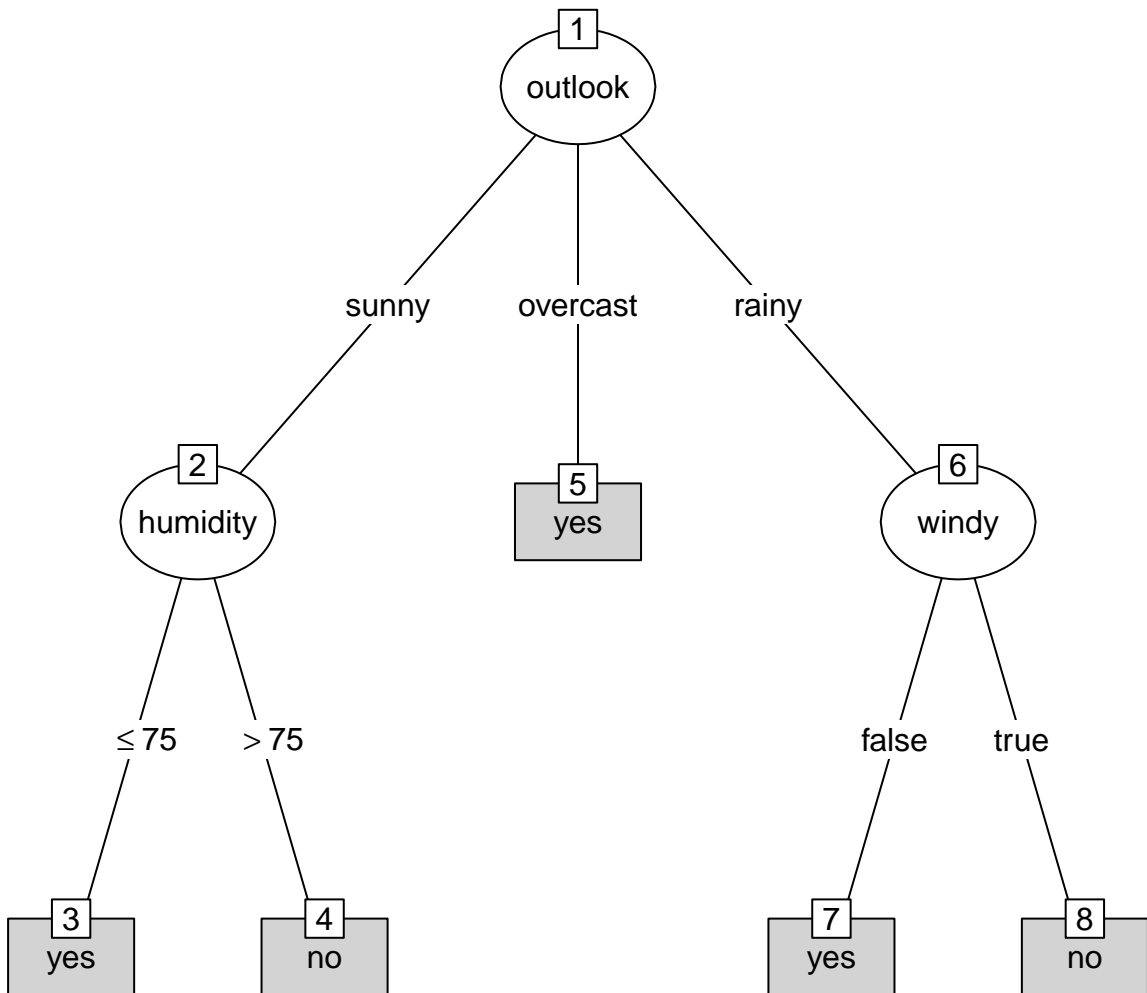 1
outlook
sunny
overcast
rainy
2
humidity
5
yes
6
windy
≤ 75
> 75
false
true
3
yes
4
no
7
yes
8
no